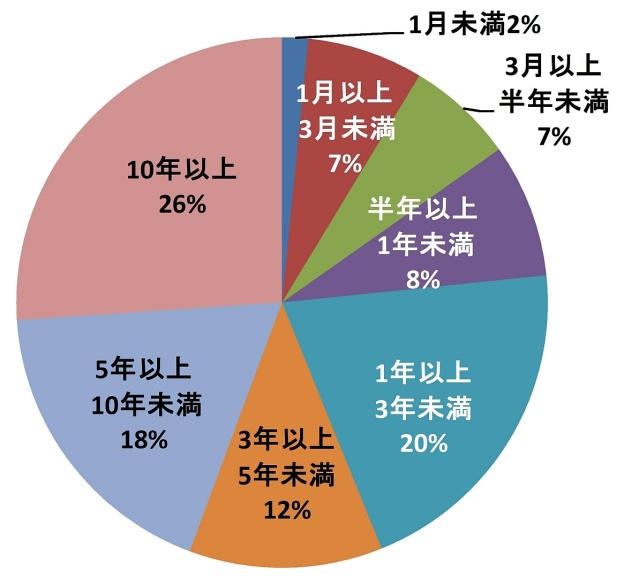 1月未満2%
1月以上
3月未満
7%
3月以上
半年未満
7%
半年以上
1年未満
8%
1年以上
3年未満
20%
3年以上
5年未満
12%
5年以上
10年未満
18%
10年以上
26%